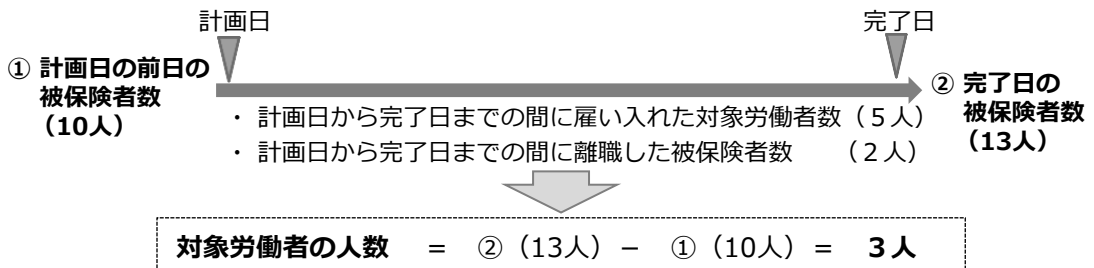 計画日
完了日
① 計画日の前日の
被保険者数
（10人）
② 完了日の
被保険者数
（13人）
・ 計画日から完了日までの間に雇い入れた対象労働者数（５人）
・ 計画日から完了日までの間に離職した被保険者数　（２人）
対象労働者の人数 ＝ ②（13人）－ ①（10人）＝ ３人